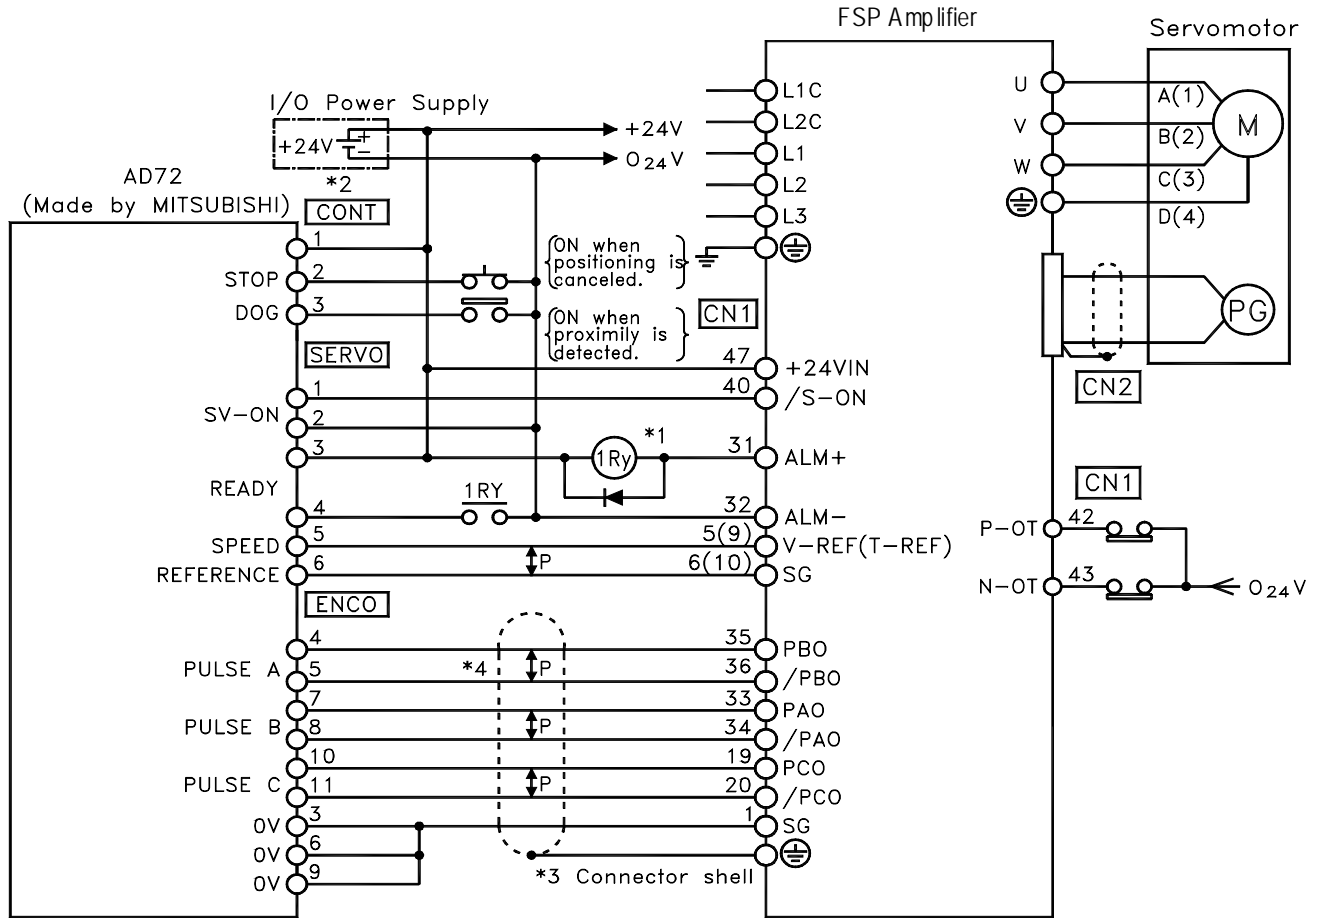 FSP Amplifier
Servomotor
I/O Power Supply
+24V
+
−
+24V
O24V
*2
AD72
(Made by MITSUBISHI)
CONT
1
STOP
2
DOG
3
SERVO
1
SV-ON
2
3
READY
4
SPEED
5
REFERENCE
6
ENCO
4
PULSE A
5
7
PULSE B
8
10
PULSE C
11
0V
3
0V
6
0V
9
ON when
positioning is
canceled.
ON when
proximily is
detected.
1Ry
*1
1RY
P
*4
P
P
P
*3 Connector shell
L1C
L2C
L1
L2
L3
CN1
47
+24VIN
40
/S-ON
31
ALM+
32
ALM-
5(9)
V-REF(T-REF)
6(10)
SG
35
PBO
36
/PBO
33
PAO
34
/PAO
19
PCO
20
/PCO
1
SG
U
V
W
A(1)
B(2)
C(3)
D(4)
M
PG
CN2
CN1
P-OT
42
N-OT
43
O24V